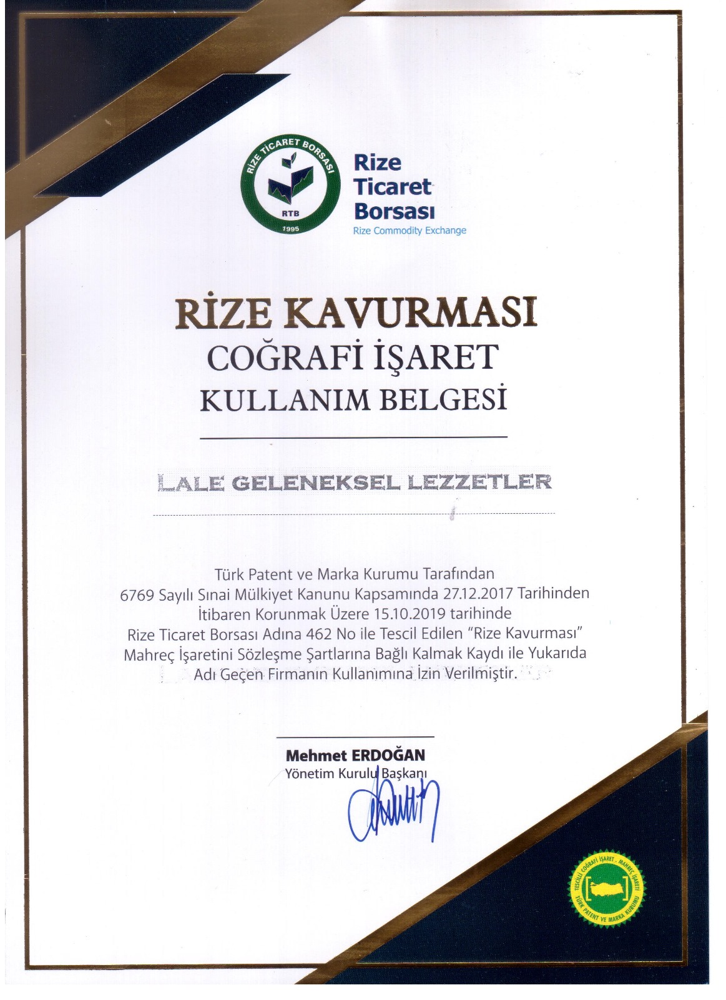 RİZE TİCARET BORSASI
RTB
1995
Rize
Ticaret
Borsası
Rize Commodity Exchange
RİZE KAVURMASI
COĞRAFİ İŞARET
KULLANIM BELGESİ
LALE GELENEKSEL LEZZETLER
Türk Patent ve Marka Kurumu Tarafından
6769 Sayılı Sınai Mülkiyet Kanunu Kapsamında 27.12.2017 Tarihinden
İtibaren Korunmak Üzere 15.10.2019 tarihinde
Rize Ticaret Borsası Adına 462 No ile Tescil Edilen “Rize Kavurması”
Mahreç İşaretini Sözleşme Şartlarına Bağlı Kalmak Kaydı ile Yukarıda
Adı Geçen Firmanın Kullanımına İzin Verilmiştir.
Mehmet ERDOĞAN
Yönetim Kurulu Başkanı
TESCİLLİ COĞRAFİ İŞARET - MAHREÇ İŞARETİ
TÜRK PATENT VE MARKA KURUMU